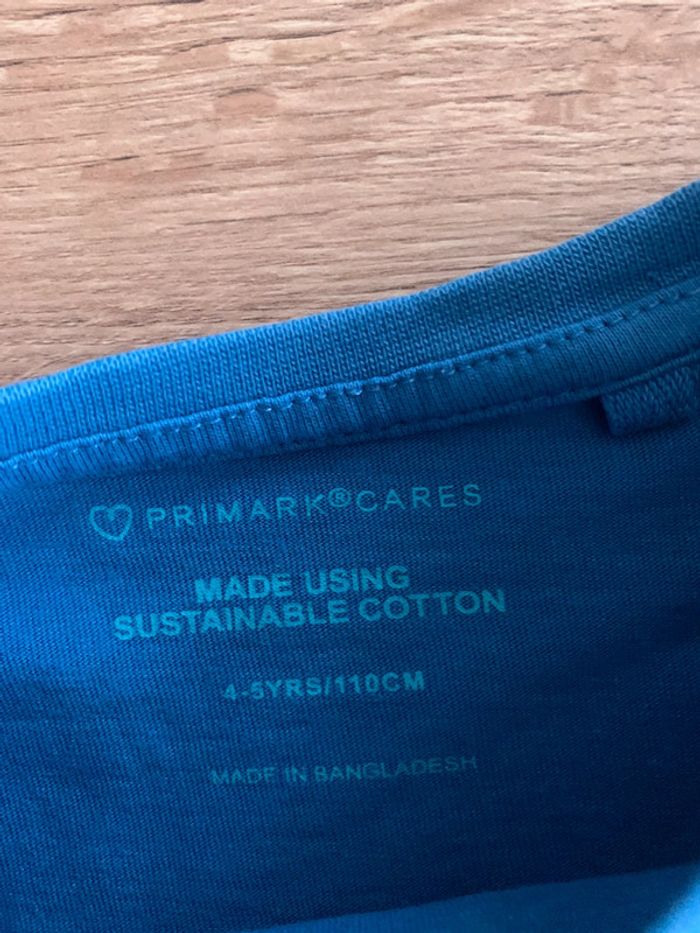 PRIMARK®CARES
MADE USING
SUSTAINABLE COTTON
4-5YRS/110CM
MADE IN BANGLADESH